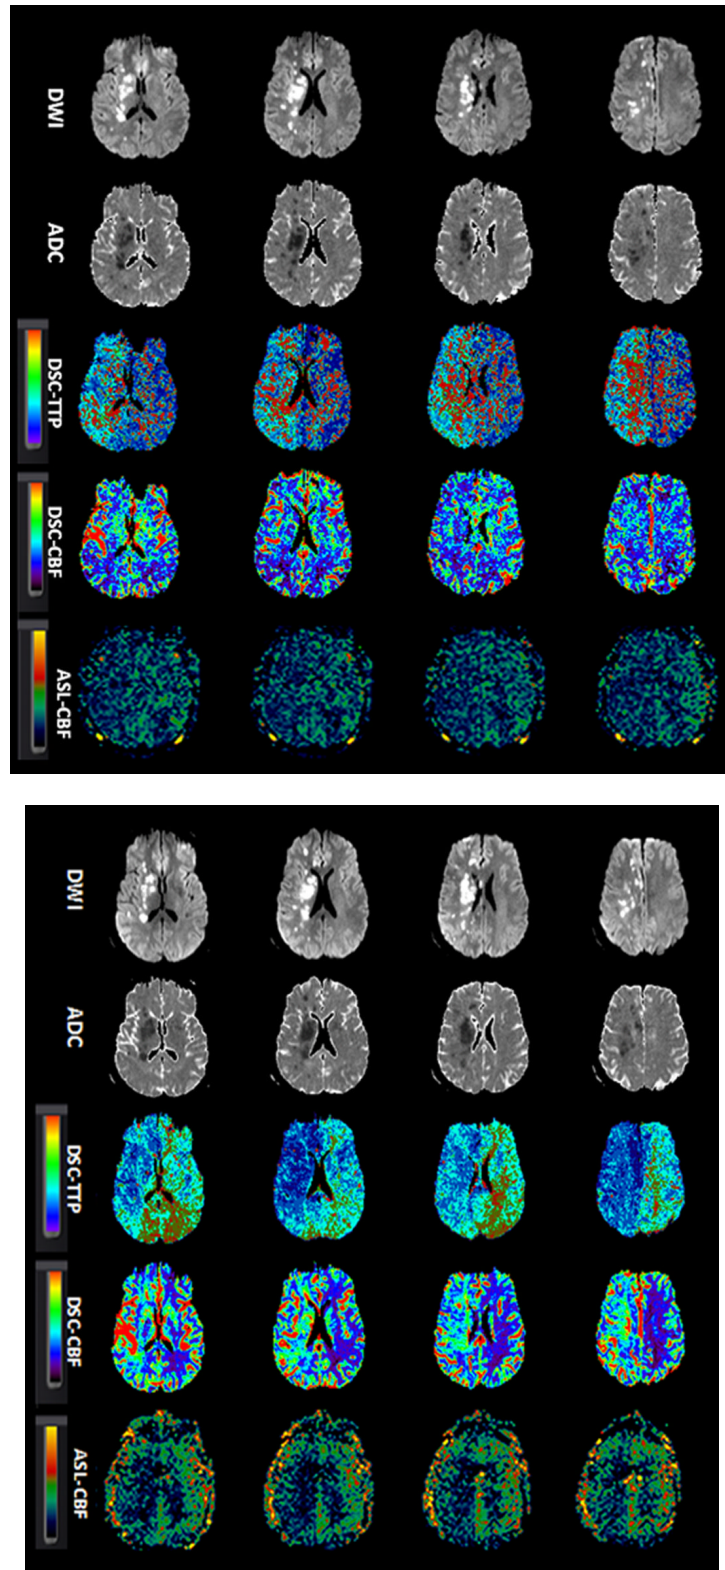 DWI
ADC
DSC-TTP
DSC-CBF
ASL-CBF
DWI
ADC
DSC-TTP
DSC-CBF
ASL-CBF